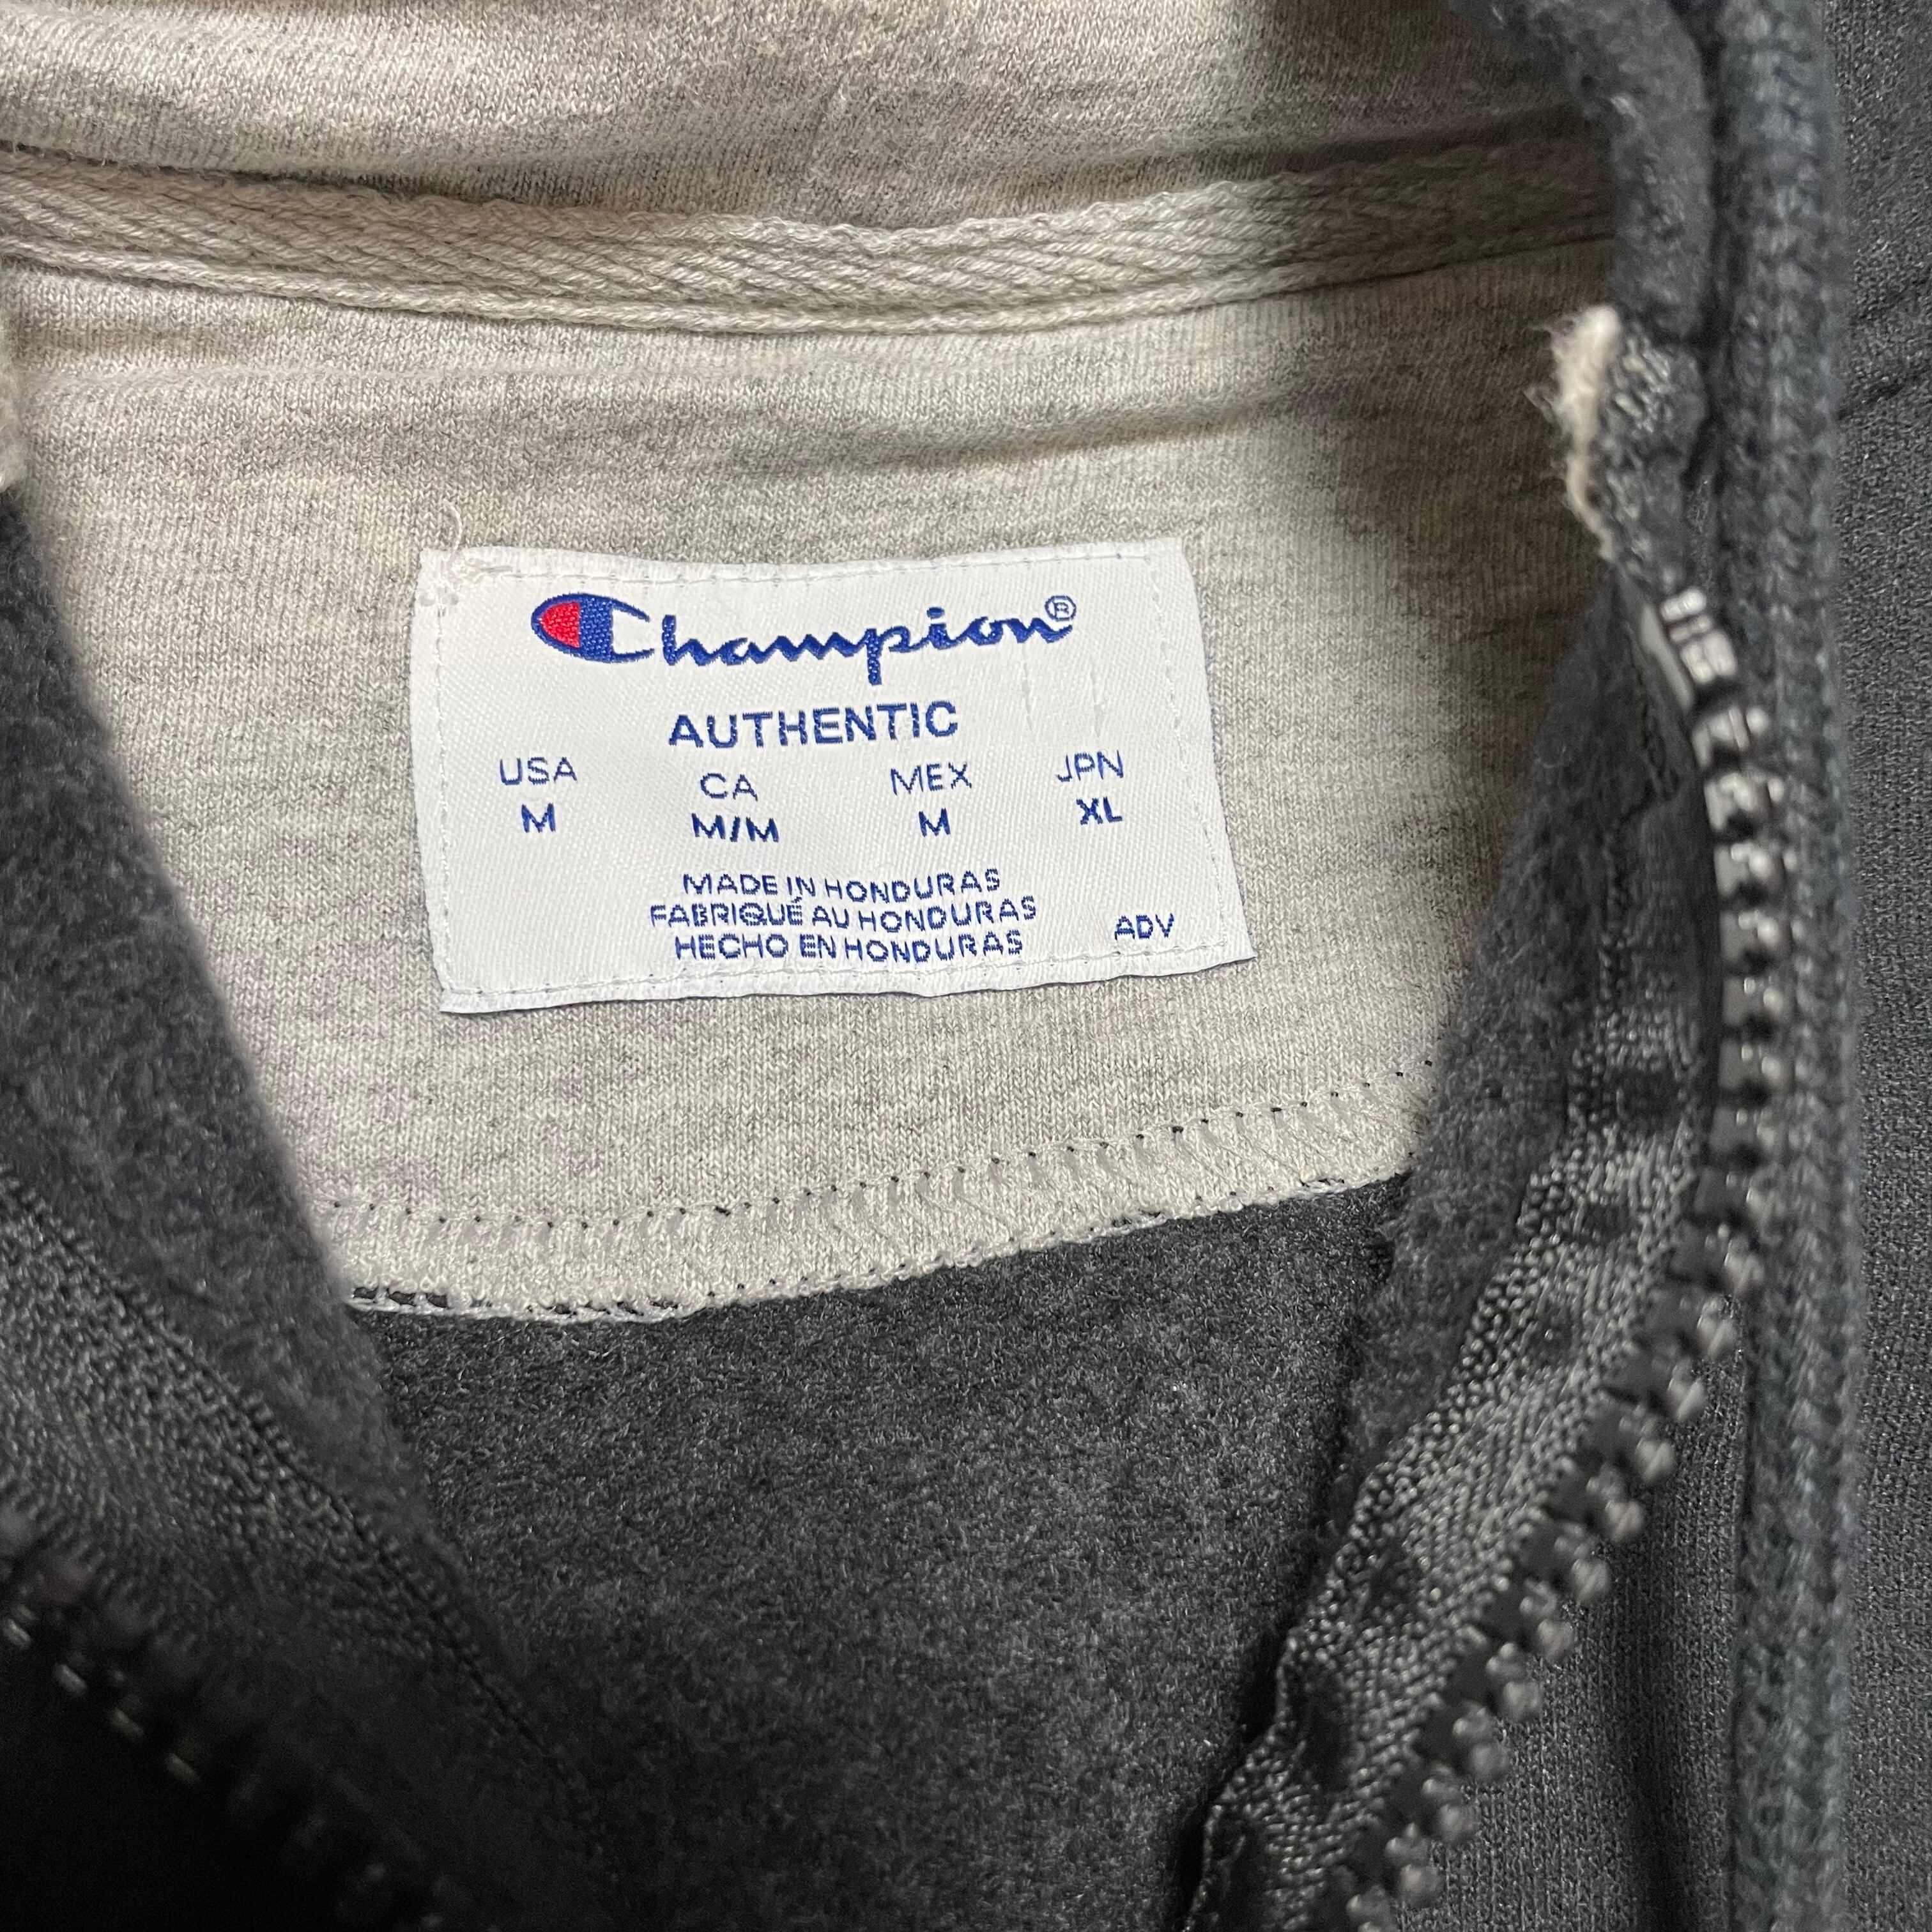 Champion®
AUTHENTIC
USA CA MEX JPN
M M/M M XL
MADE IN HONDURAS
FABRIQUÉ AU HONDURAS
HECHO EN HONDURAS ADV